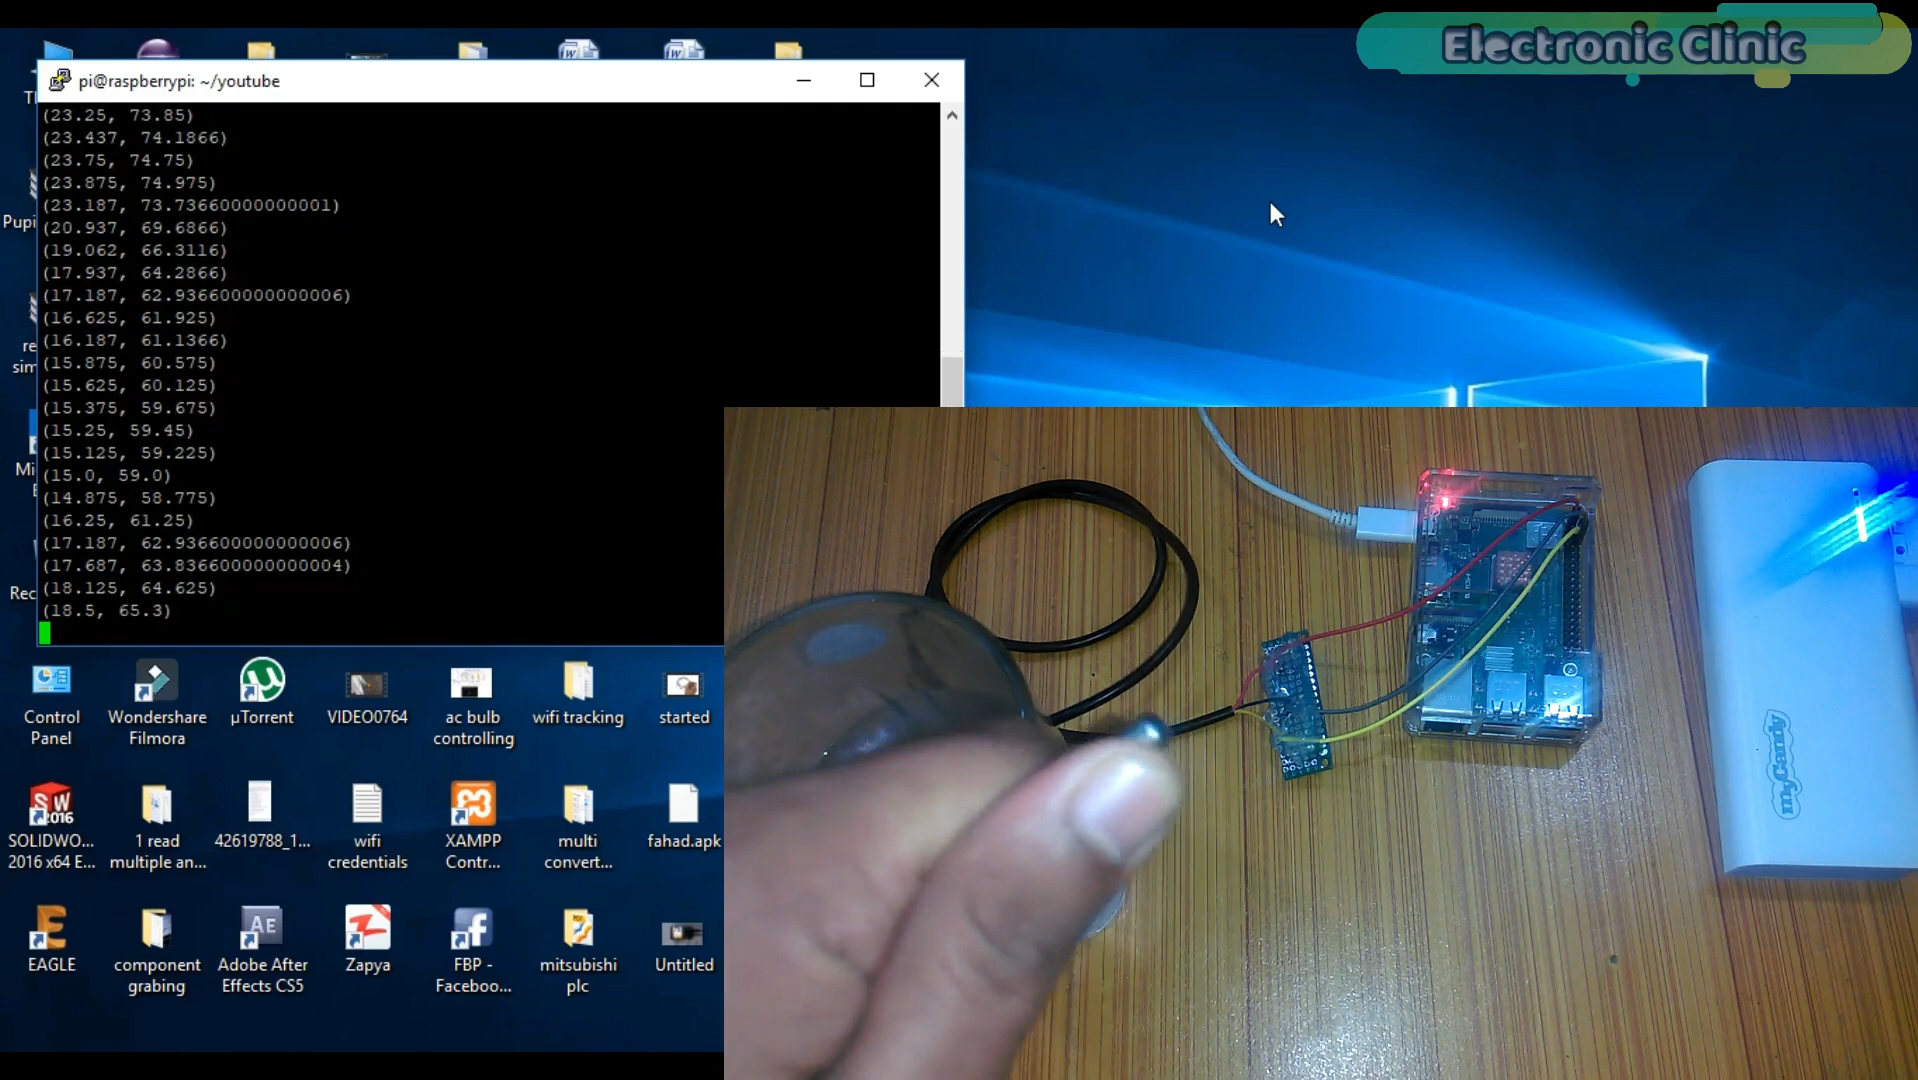 Electronic Clinic
pi@raspberrypi: ~/youtube
(23.25, 73.85)
(23.437, 74.1866)
(23.75, 74.75)
(23.875, 74.975)
(23.187, 73.73660000000001)
(20.937, 69.6866)
(19.062, 66.3116)
(17.937, 64.2866)
(17.187, 62.936600000000006)
(16.625, 61.925)
(16.187, 61.1366)
(15.875, 60.575)
(15.625, 60.125)
(15.375, 59.675)
(15.25, 59.45)
(15.125, 59.225)
(15.0, 59.0)
(14.875, 58.775)
(16.25, 61.25)
(17.187, 62.936600000000006)
(17.687, 63.836600000000004)
(18.125, 64.625)
(18.5, 65.3)
Pupi
re
sim
Mi
Rec
Control
Panel
Wondershare
Filmora
µTorrent
VIDEO0764
ac bulb
controlling
wifi tracking
started
SOLIDWO...
2016 x64 E...
1 read
multiple an...
42619788_1...
wifi
credentials
XAMPP
Contr...
multi
convert...
fahad.apk
EAGLE
component
grabing
Adobe After
Effects CS5
Zapya
FBP -
Faceboo...
mitsubishi
plc
Untitled
myCandy